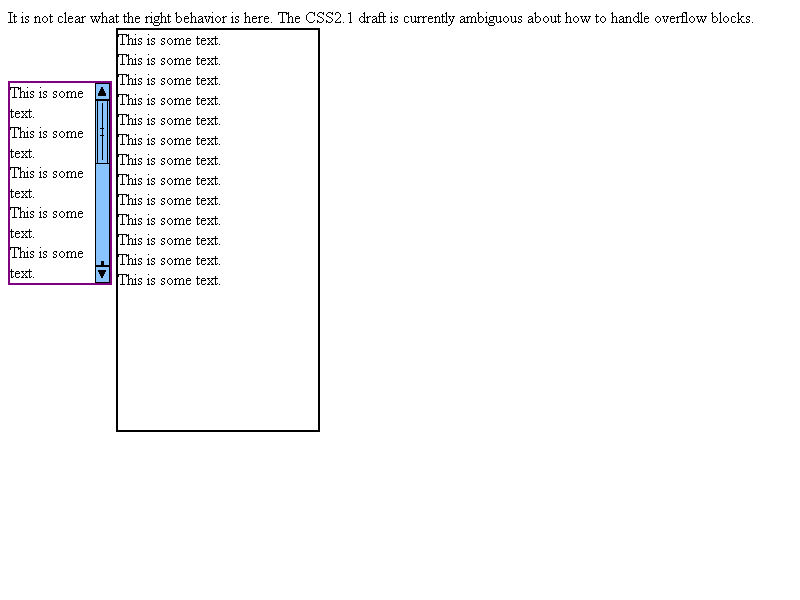 It is not clear what the right behavior is here. The CSS2.1 draft is currently ambiguous about how to handle overflow blocks.
This is some
text.
This is some
text.
This is some
text.
This is some
text.
This is some
text.
This is some text.
This is some text.
This is some text.
This is some text.
This is some text.
This is some text.
This is some text.
This is some text.
This is some text.
This is some text.
This is some text.
This is some text.
This is some text.